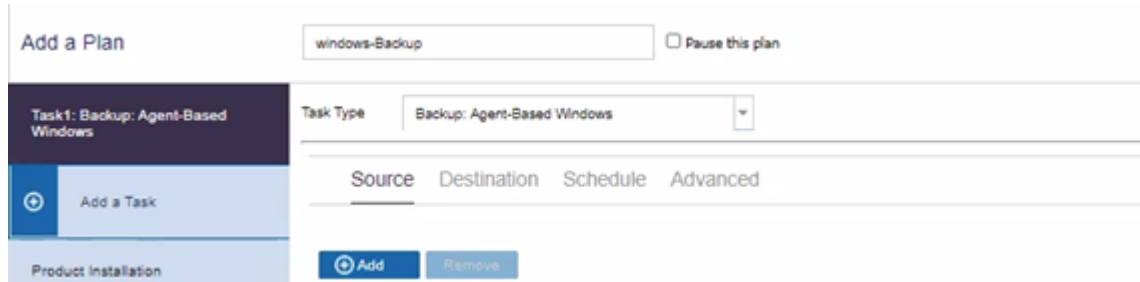 Add a Plan
windows-Backup
Pause this plan
Task1: Backup: Agent-Based
Windows
Task Type
Backup: Agent-Based Windows
Source Destination Schedule Advanced
Add a Task
Product Installation
Add
Remove